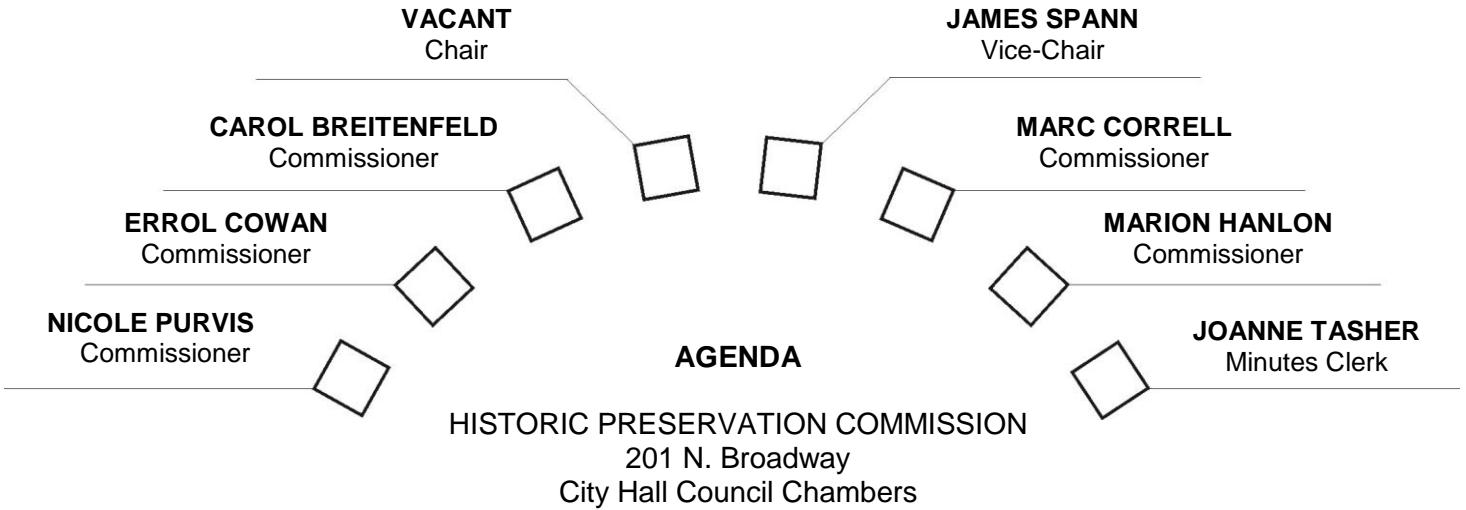 VACANT
Chair
JAMES SPANN
Vice-Chair
CAROL BREITENFELD
Commissioner
MARC CORRELL
Commissioner
ERROL COWAN
Commissioner
MARION HANLON
Commissioner
NICOLE PURVIS
Commissioner
JOANNE TASHER
Minutes Clerk
AGENDA
HISTORIC PRESERVATION COMMISSION
201 N. Broadway
City Hall Council Chambers